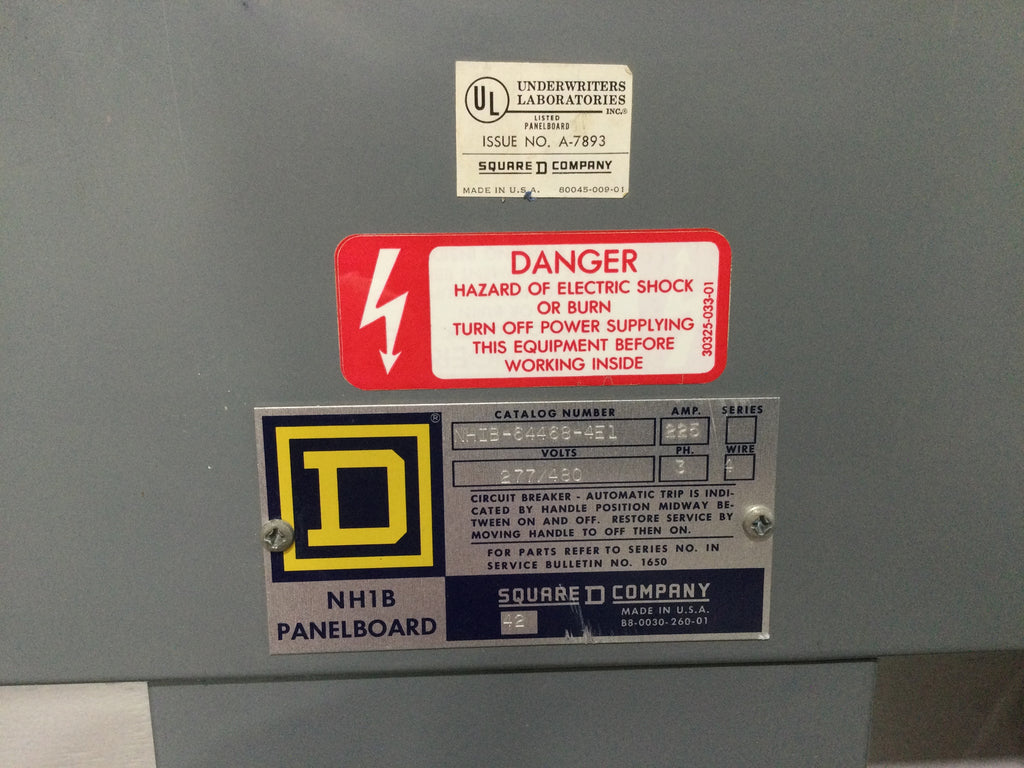 UL
UNDERWRITERS
LABORATORIES
INC.®
LISTED
PANELBOARD
ISSUE NO. A-7893
SQUARE D COMPANY
MADE IN U.S.A. 80045-009-01
DANGER
HAZARD OF ELECTRIC SHOCK
OR BURN
TURN OFF POWER SUPPLYING
THIS EQUIPMENT BEFORE
WORKING INSIDE
30325-033-01
D ®
CATALOG NUMBER AMP. SERIES
NHIB-64468-4E1 225
VOLTS PH. WIRE
277/480 3 4
CIRCUIT BREAKER - AUTOMATIC TRIP IS INDI-
CATED BY HANDLE POSITION MIDWAY BE-
TWEEN ON AND OFF. RESTORE SERVICE BY
MOVING HANDLE TO OFF THEN ON.
FOR PARTS REFER TO SERIES NO. IN
SERVICE BULLETIN NO. 1650
NH1B
PANELBOARD
SQUARE D COMPANY
42
MADE IN U.S.A.
B8-0030-260-01